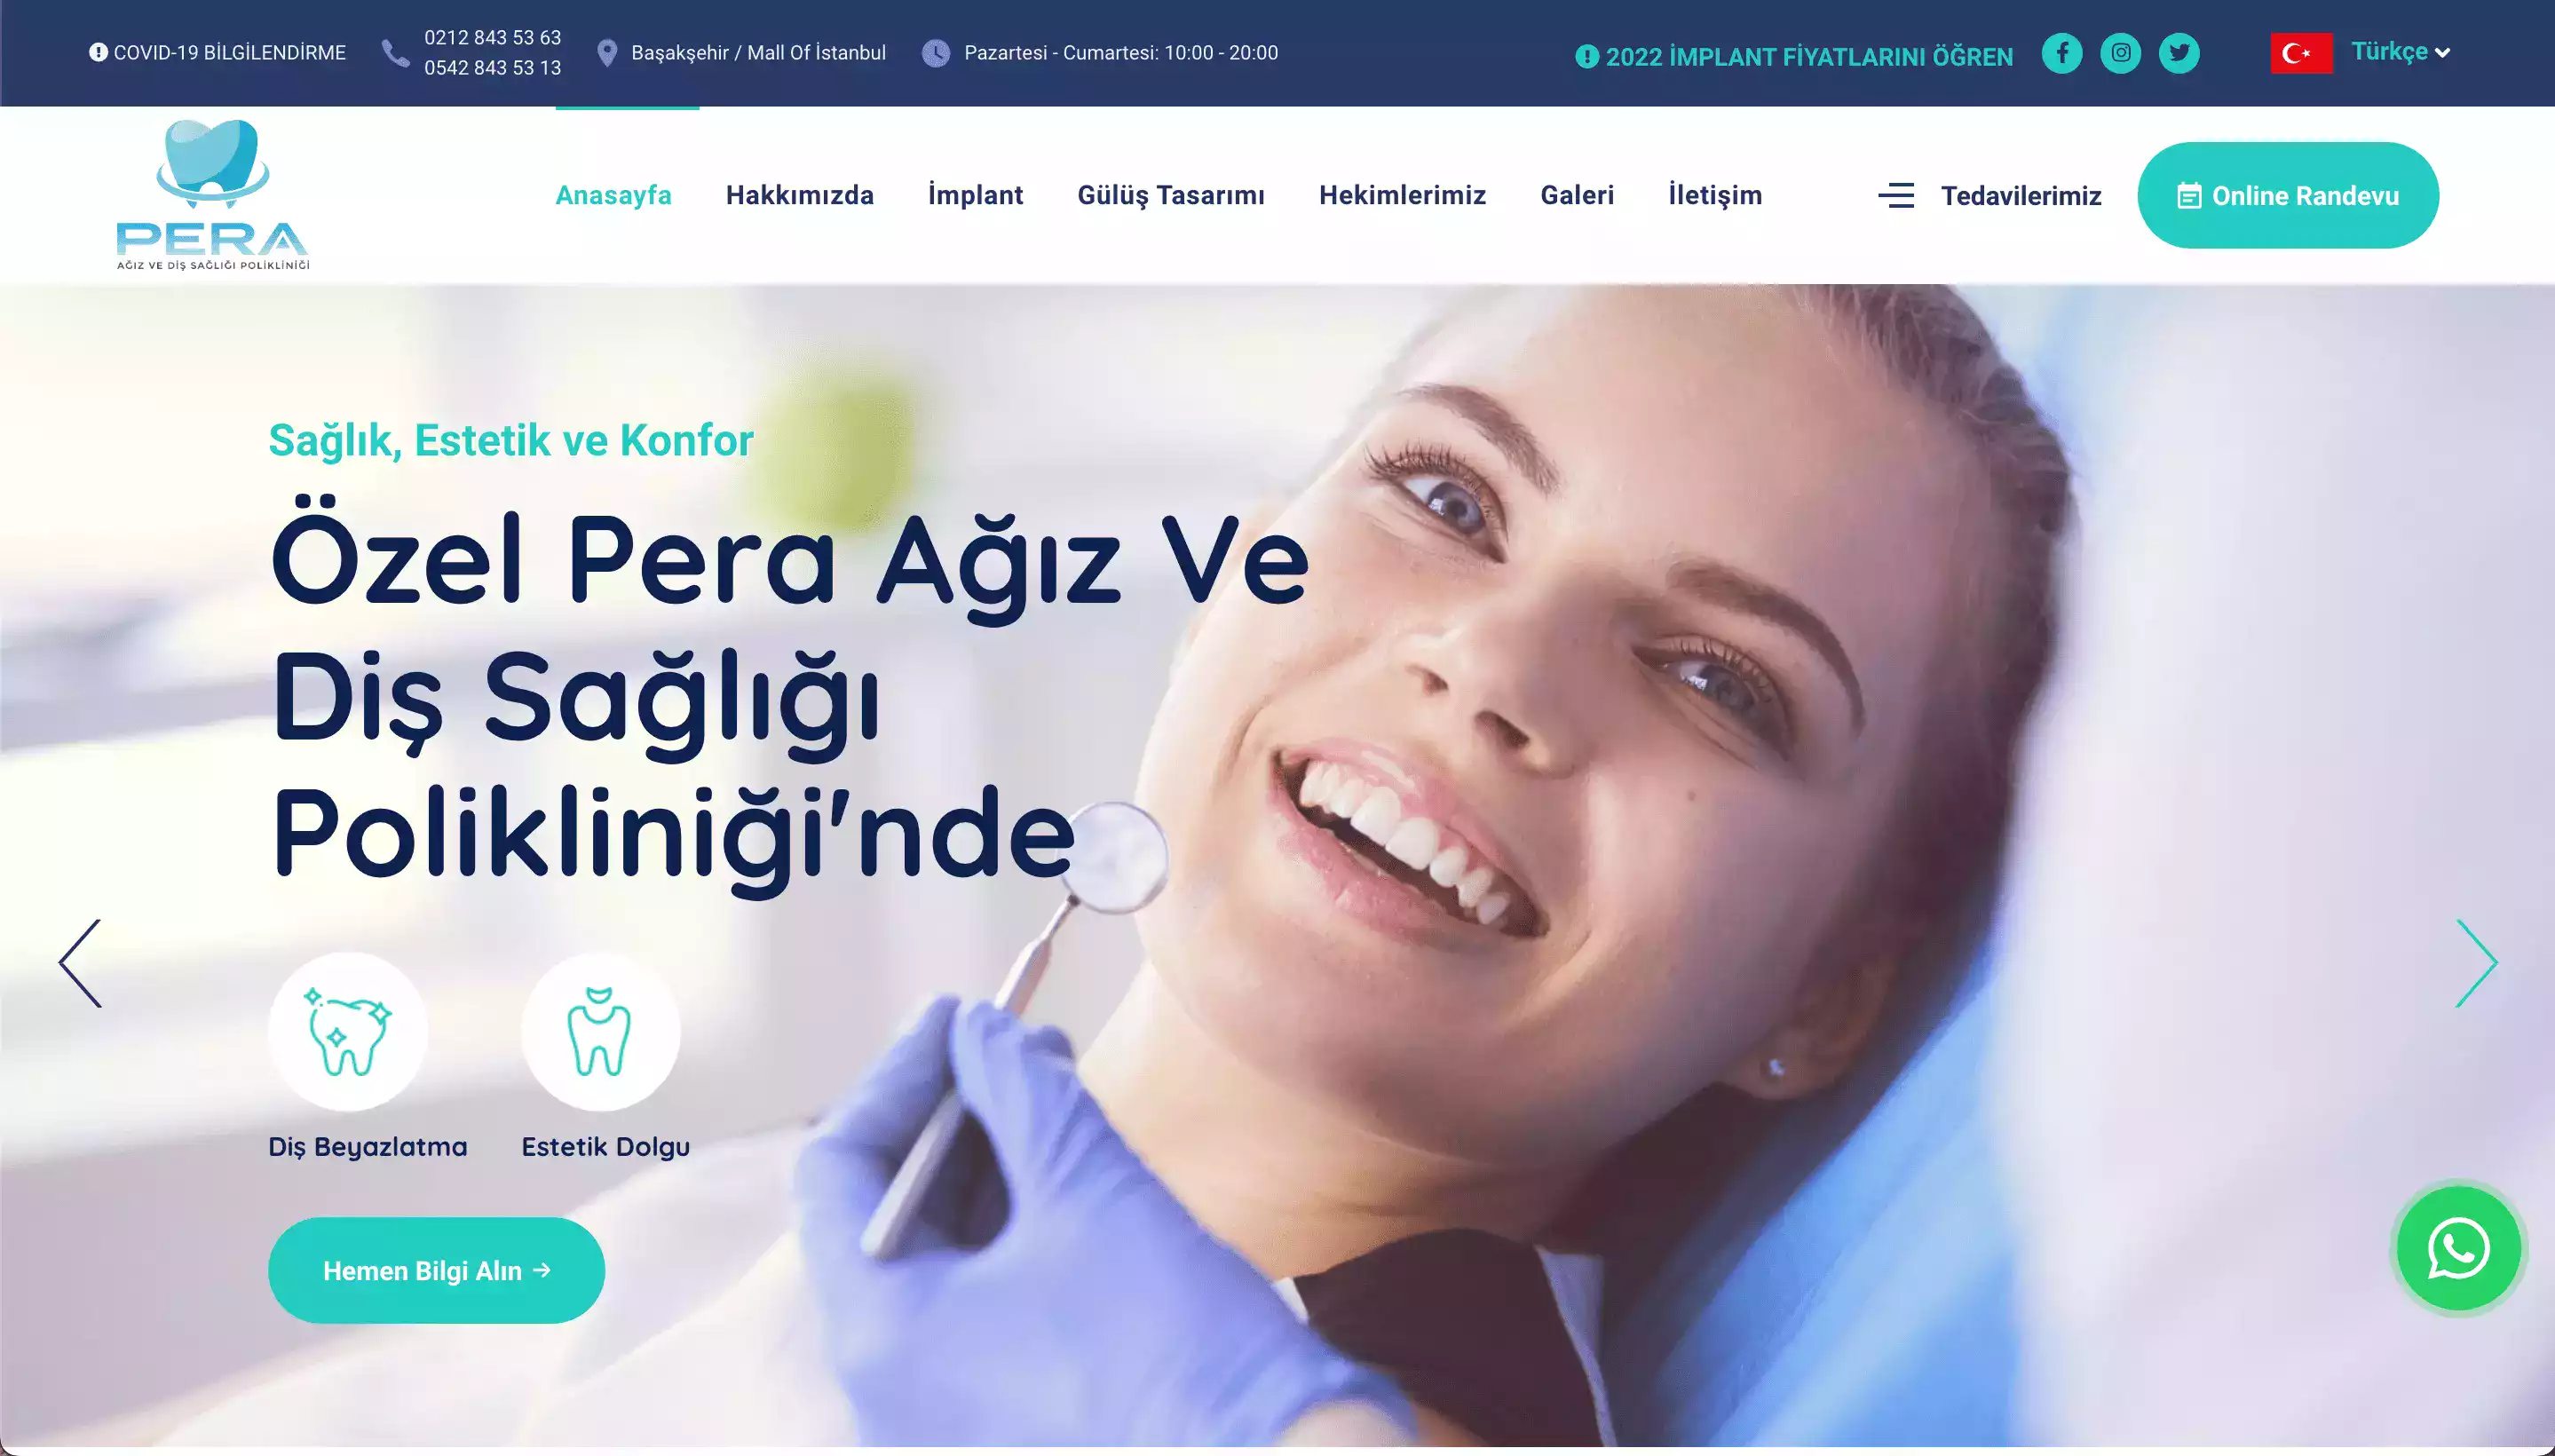 COVID-19 BİLGİLENDİRME
0212 843 53 63
0542 843 53 13
Başakşehir / Mall Of İstanbul
Pazartesi - Cumartesi: 10:00 - 20:00
2022 İMPLANT FİYATLARINI ÖĞREN
Türkçe
PERA
AĞIZ VE DİŞ SAĞLIĞI POLİKLİNİĞİ
Anasayfa
Hakkımızda
İmplant
Gülüş Tasarımı
Hekimlerimiz
Galeri
İletişim
Tedavilerimiz
Online Randevu
Sağlık, Estetik ve Konfor
Özel Pera Ağız Ve
Diş Sağlığı
Polikliniği'nde
Diş Beyazlatma
Estetik Dolgu
Hemen Bilgi Alın